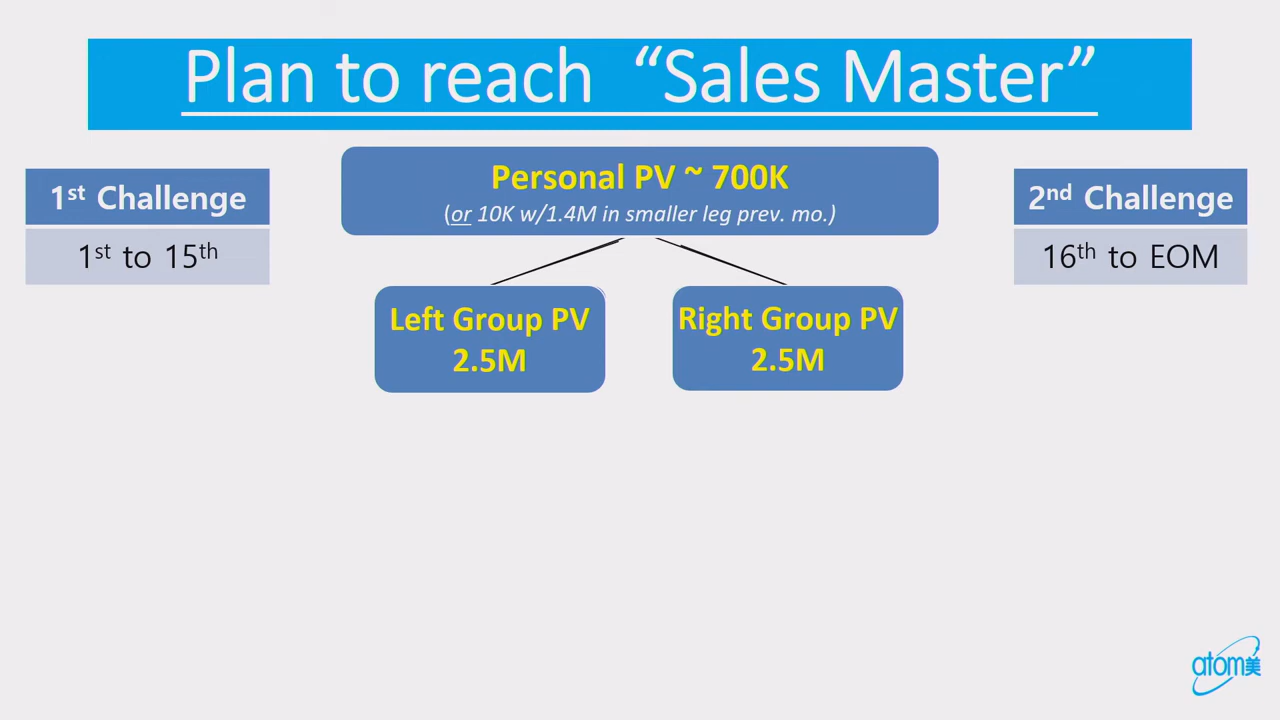 Plan to reach “Sales Master”
Personal PV ~ 700K
(or 10K w/1.4M in smaller leg prev. mo.)
1st Challenge
1st to 15th
2nd Challenge
16th to EOM
Left Group PV
2.5M
Right Group PV
2.5M
atom美